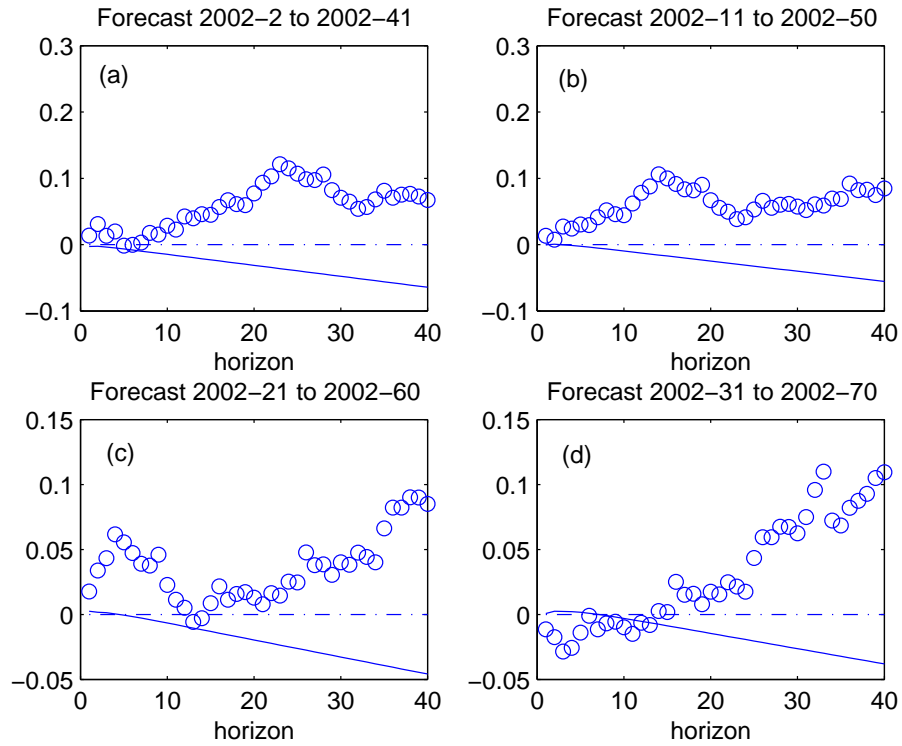 Forecast 2002−2 to 2002−41
Forecast 2002−11 to 2002−50
0.3
0.2
0.1
0
−0.1
(a)
0 10 20 30 40
horizon
0.3
0.2
0.1
0
−0.1
(b)
0 10 20 30 40
horizon
Forecast 2002−21 to 2002−60
Forecast 2002−31 to 2002−70
0.15
0.1
0.05
0
−0.05
(c)
0 10 20 30 40
horizon
0.15
0.1
0.05
0
−0.05
(d)
0 10 20 30 40
horizon